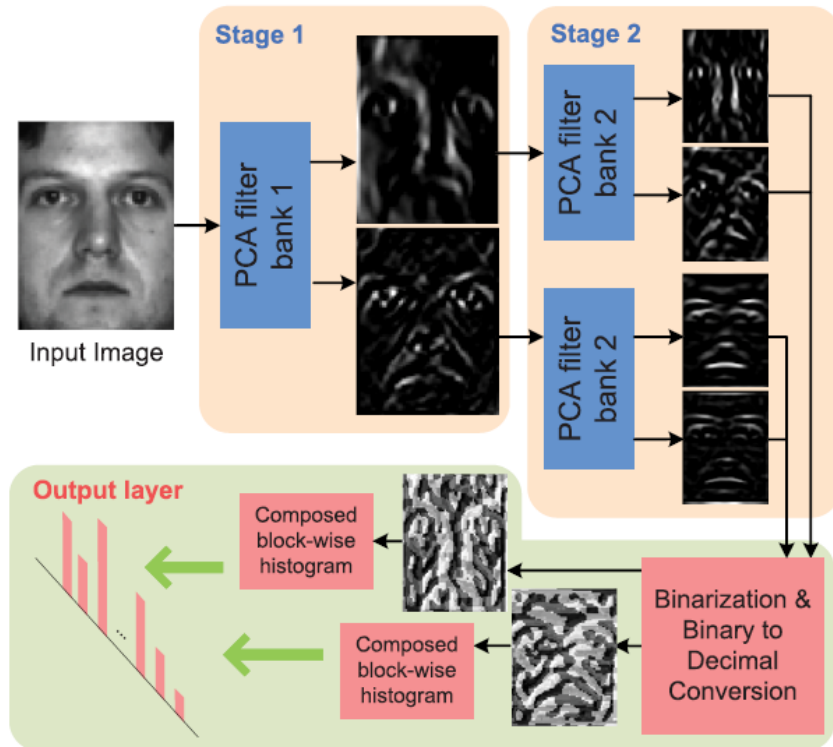 Stage 1
Stage 2
PCA filter
bank 1
PCA filter
bank 2
Input Image
PCA filter
bank 2
Output layer
Composed
block-wise
histogram
Binarization &
Binary to
Decimal
Conversion
...
Composed
block-wise
histogram